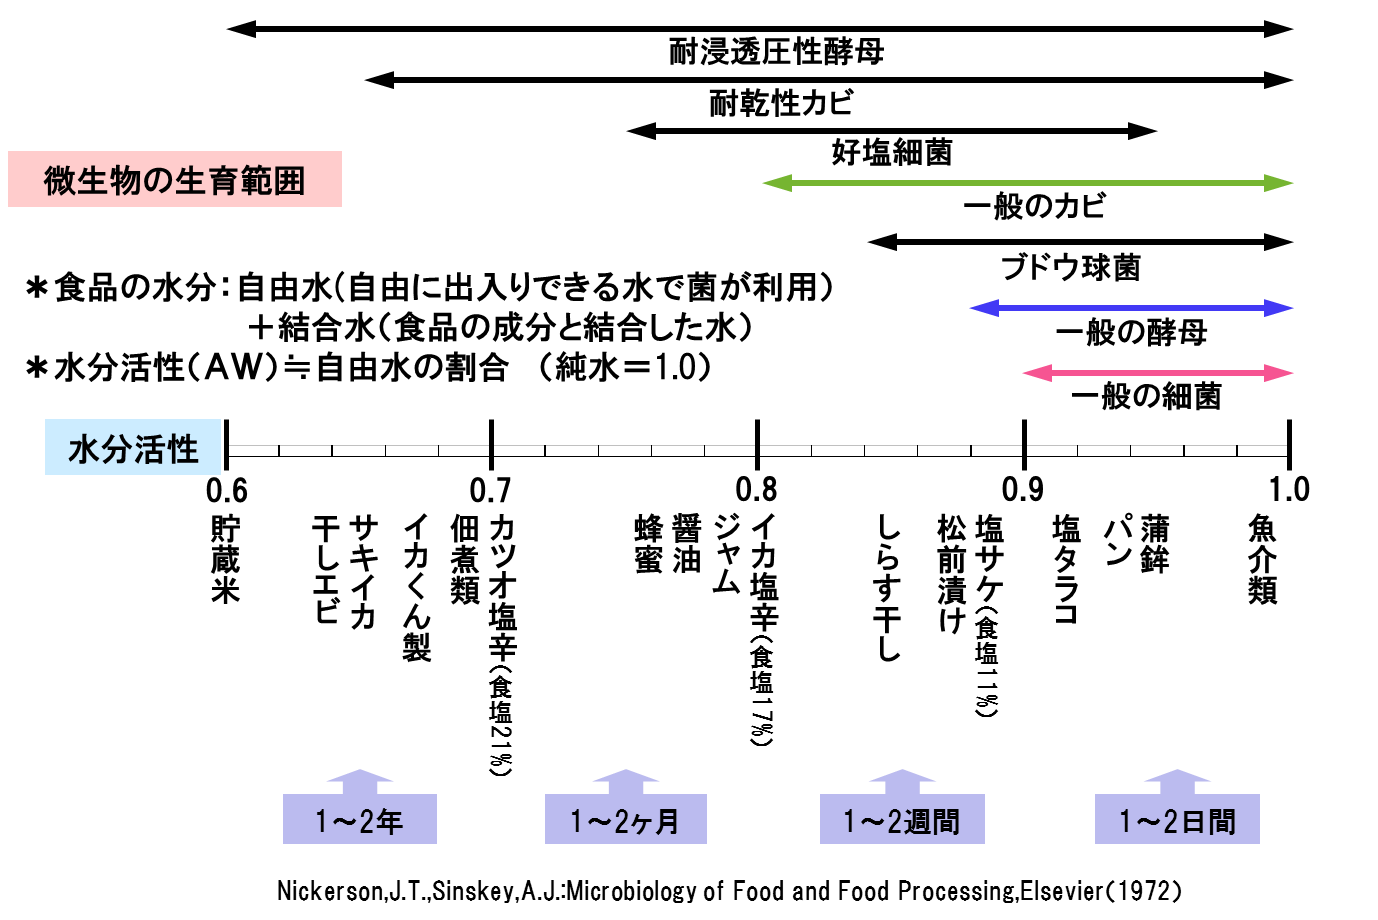 耐浸透圧性酵母
耐乾性カビ
好塩細菌
微生物の生育範囲
一般のカビ
ブドウ球菌
＊食品の水分：自由水(自由に出入りできる水で菌が利用)
＋結合水(食品の成分と結合した水)
一般の酵母
＊水分活性(AW)≒自由水の割合　(純水＝1.0)
一般の細菌
水分活性
0.6
0.7
0.8
0.9
1.0
貯蔵米
干しエビ
サキイカ
イカくん製
佃煮類
カツオ塩辛(食塩21%)
蜂蜜
醤油
ジャム
イカ塩辛(食塩17%)
しらす干し
松前漬け
塩サケ(食塩11%)
塩タラコ
パン
蒲鉾
魚介類
1～2年
1～2ヶ月
1～2週間
1～2日間
Nickerson,J.T.,Sinskey,A.J.:Microbiology of Food and Food Processing,Elsevier(1972)